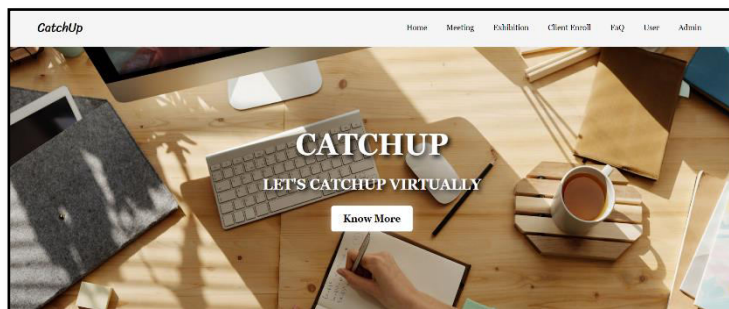 CatchUp
Home Meeting Exhibition Client Enroll FaQ User Admin
CATCHUP
LET'S CATCHUP VIRTUALLY
Know More